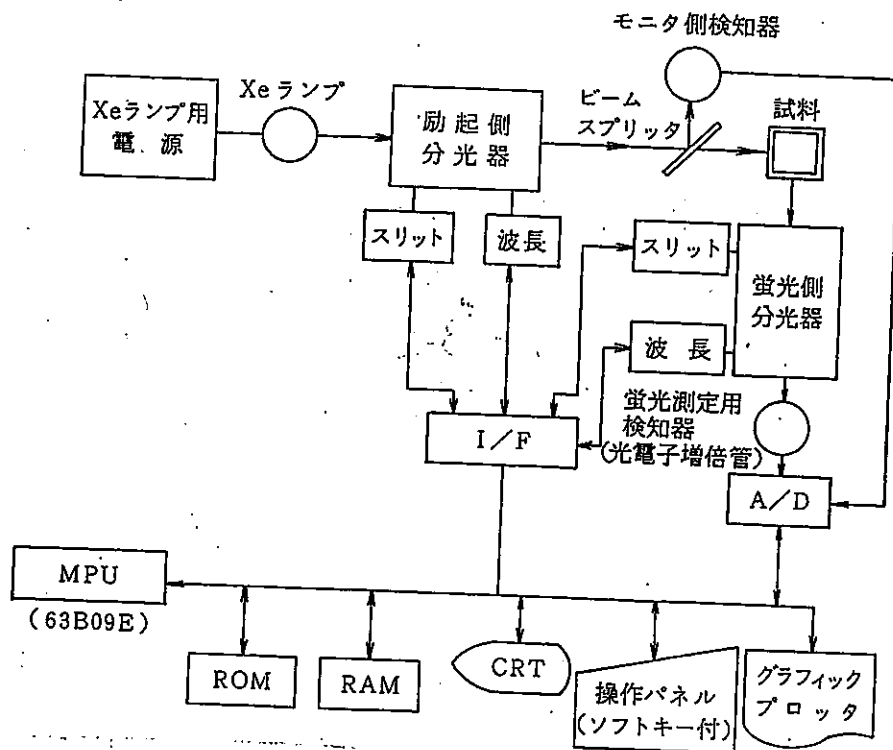 モニタ側検知器
Xeランプ用
電源
Xeランプ
励起側
分光器
ビーム
スプリッタ
試料
スリット
波長
スリット
蛍光側
分光器
波長
I/F
蛍光測定用
検知器
(光電子増倍管)
A/D
MPU
(63B09E)
ROM
RAM
CRT
操作パネル
(ソフトキー付)
グラフィック
プロッタ